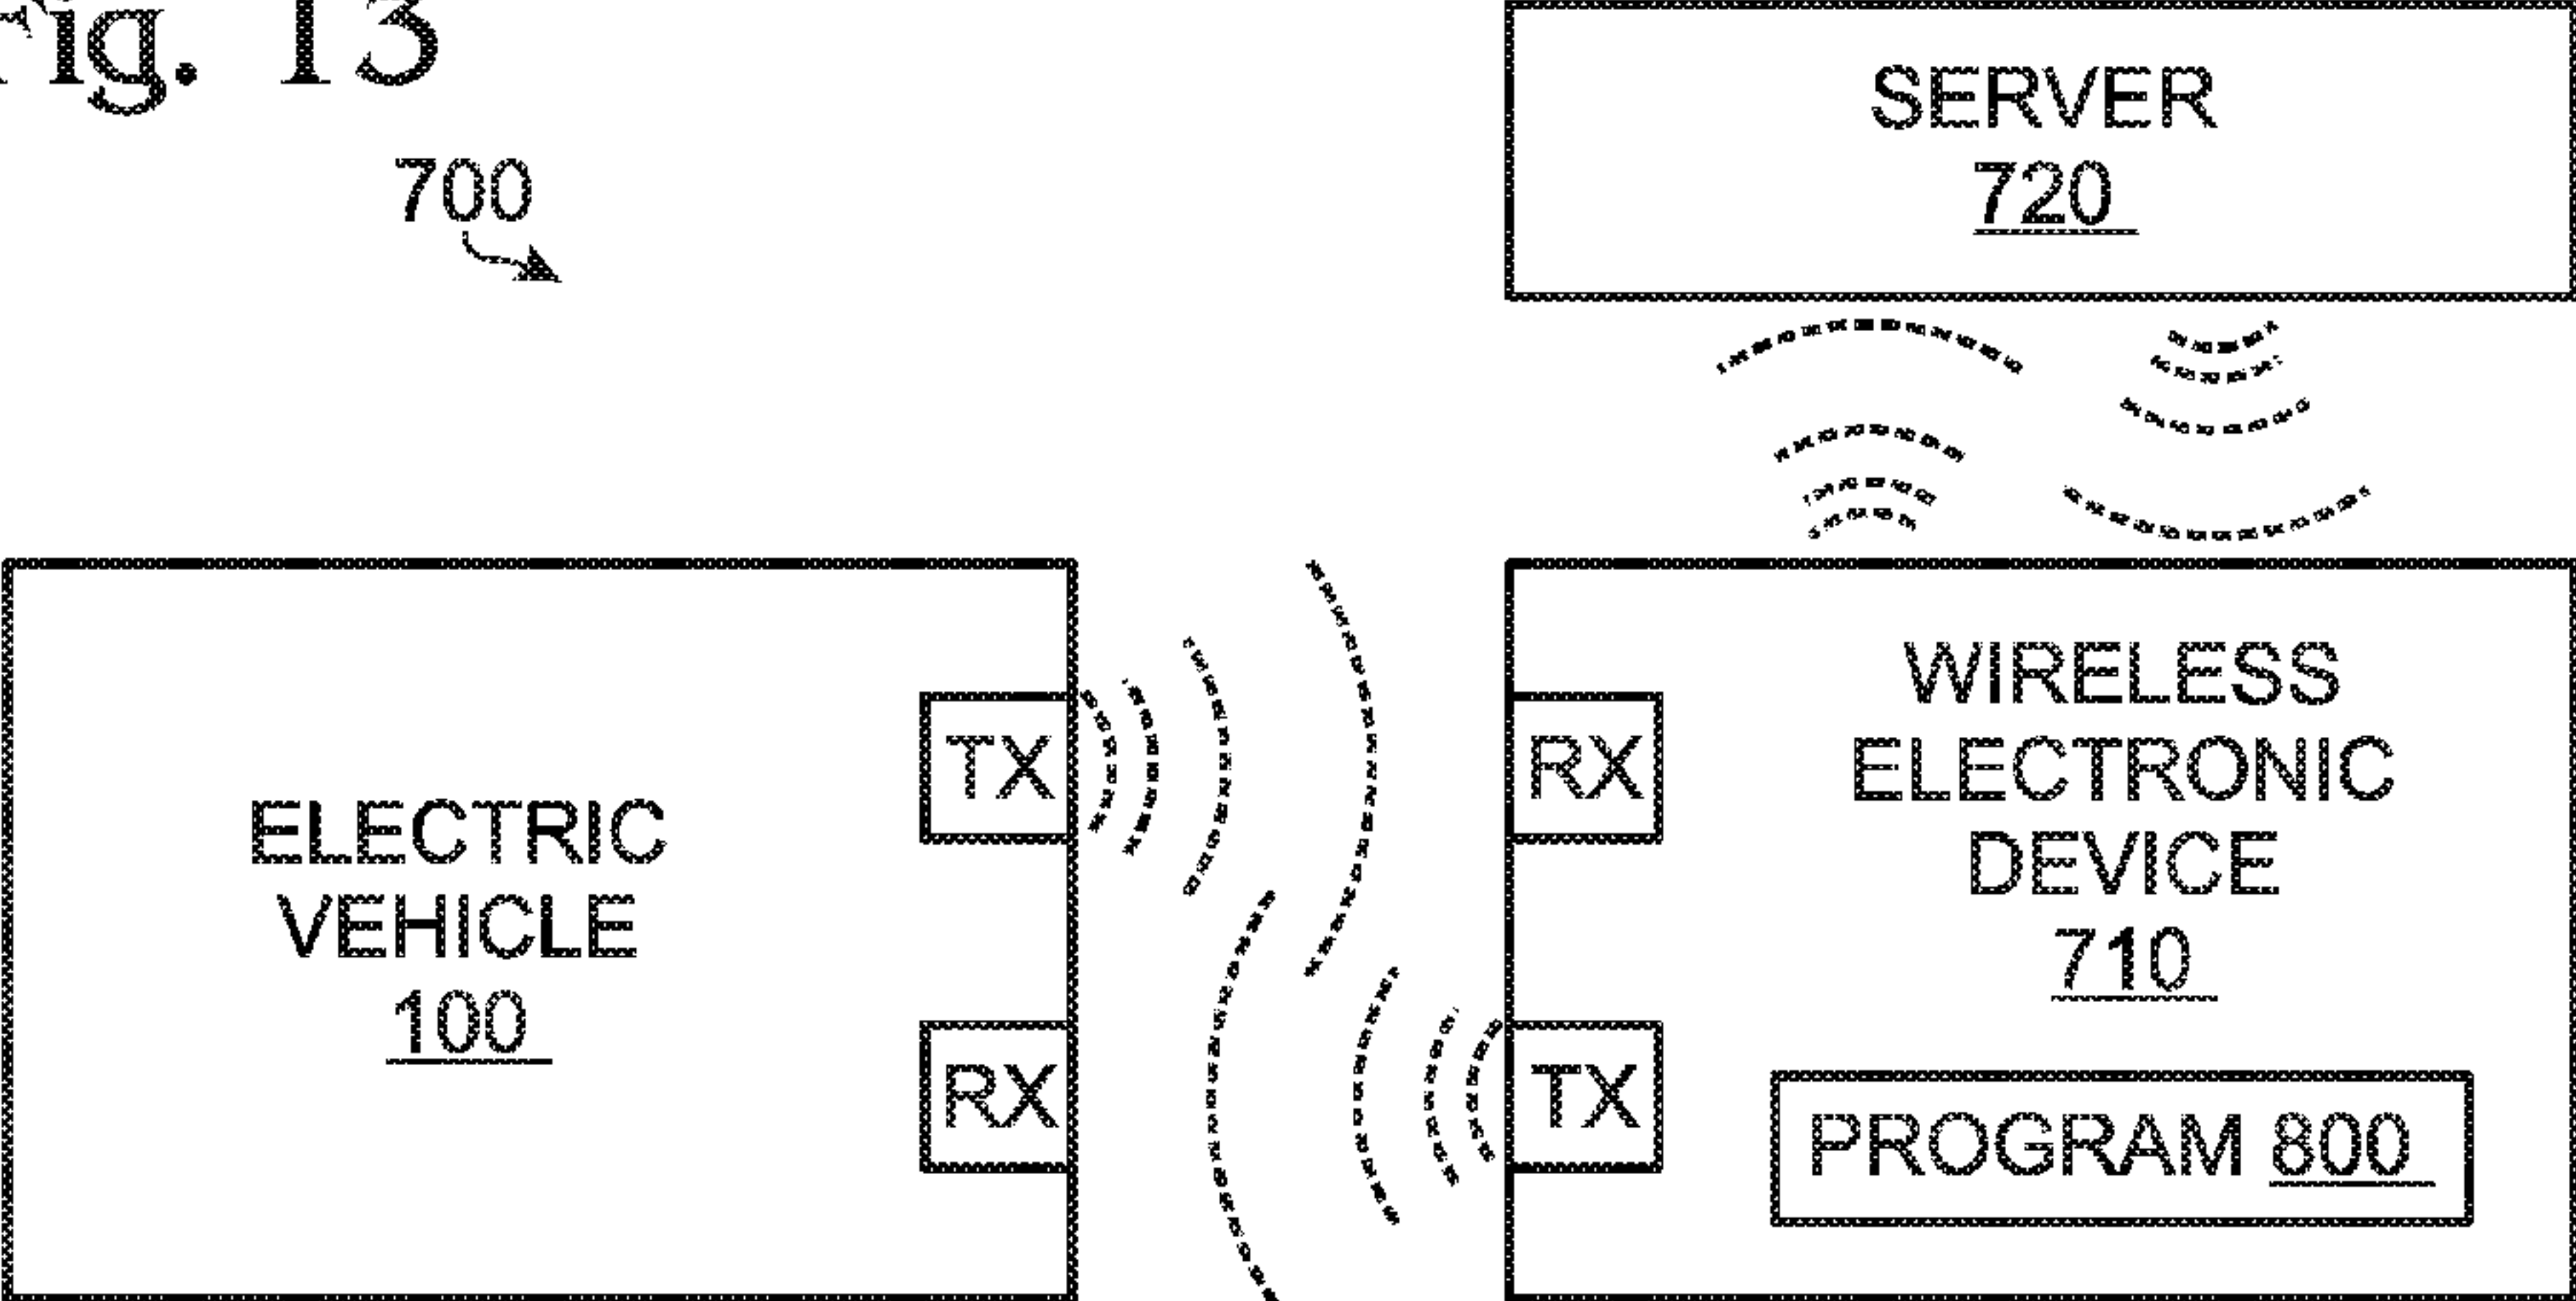 Fig. 13
700
SERVER
720
ELECTRIC
VEHICLE
100
TX
RX
RX
TX
WIRELESS
ELECTRONIC
DEVICE
710
PROGRAM 800